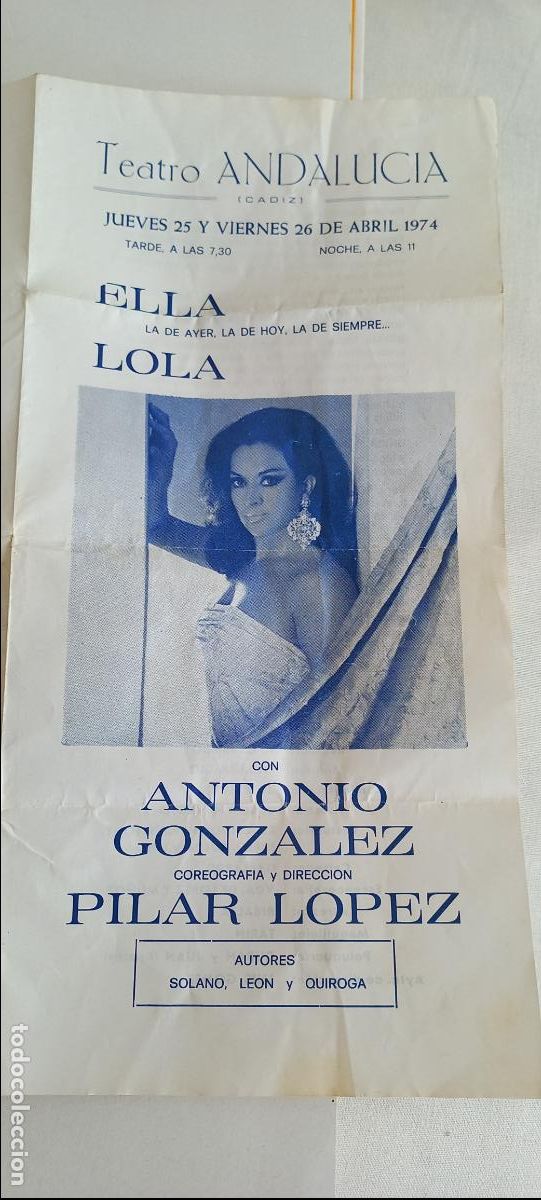 Teatro ANDALUCIA
(CADIZ)
JUEVES 25 Y VIERNES 26 DE ABRIL 1974
TARDE, A LAS 7,30 NOCHE, A LAS 11
ELLA
LA DE AYER, LA DE HOY, LA DE SIEMPRE...
LOLA
CON
ANTONIO
GONZALEZ
COREOGRAFIA y DIRECCION
PILAR LOPEZ
AUTORES
SOLANO, LEON y QUIROGA
todocoleccion